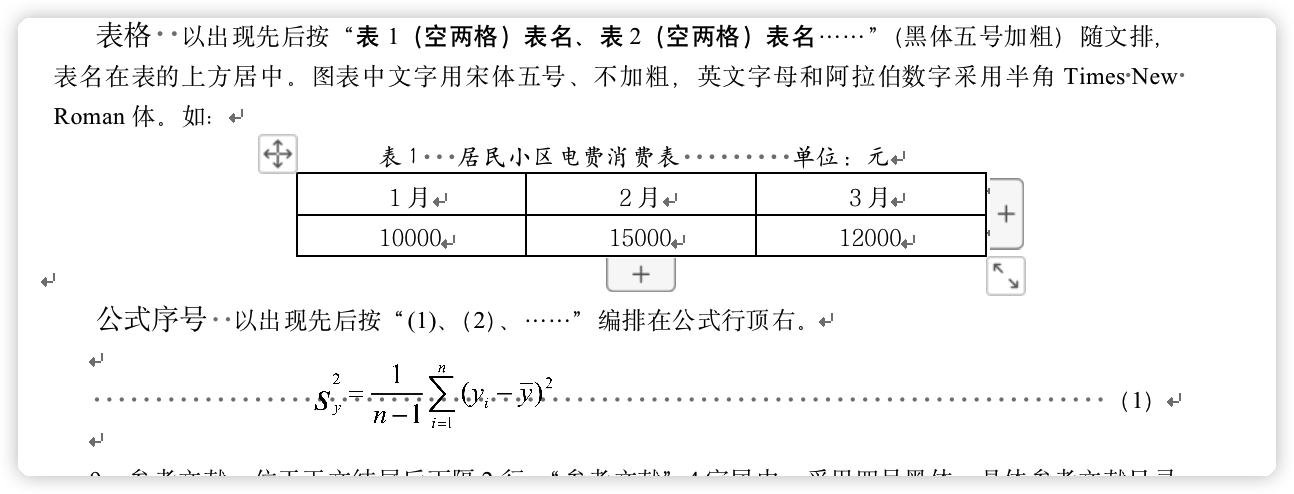 表格 以出现先后按“表 1（空两格）表名、表 2（空两格）表名……”（黑体五号加粗）随文排，
表名在表的上方居中。图表中文字用宋体五号、不加粗，英文字母和阿拉伯数字采用半角 Times New
Roman 体。如：
表 1 居民小区电费消费表 单位：元
1 月 2 月 3 月
10000 15000 12000
公式序号 以出现先后按“(1)、（2）、……”编排在公式行顶右。
S_y^2 = \frac{1}{n-1} \sum_{i=1}^{n} (y_i - \bar{y})^2 （1）